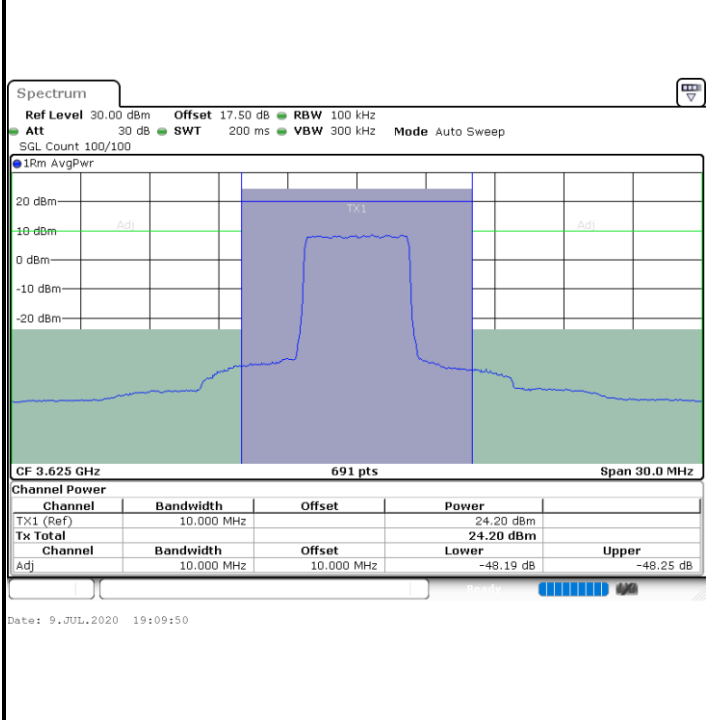 Spectrum
Ref Level 30.00 dBm Offset 17.50 dB RBW 100 kHz
Att 30 dB SWT 200 ms VBW 300 kHz Mode Auto Sweep
SGL Count 100/100
1Rm AvgPwr
20 dBm
TX1
Adj Adj
10 dBm
0 dBm
-10 dBm
-20 dBm
CF 3.625 GHz 691 pts Span 30.0 MHz
Channel Power
Channel Bandwidth Offset Power
TX1 (Ref) 10.000 MHz 24.20 dBm
Tx Total 24.20 dBm
Channel Bandwidth Offset Lower Upper
Adj 10.000 MHz 10.000 MHz -48.19 dB -48.25 dB
Ready
Date: 9.JUL.2020 19:09:50